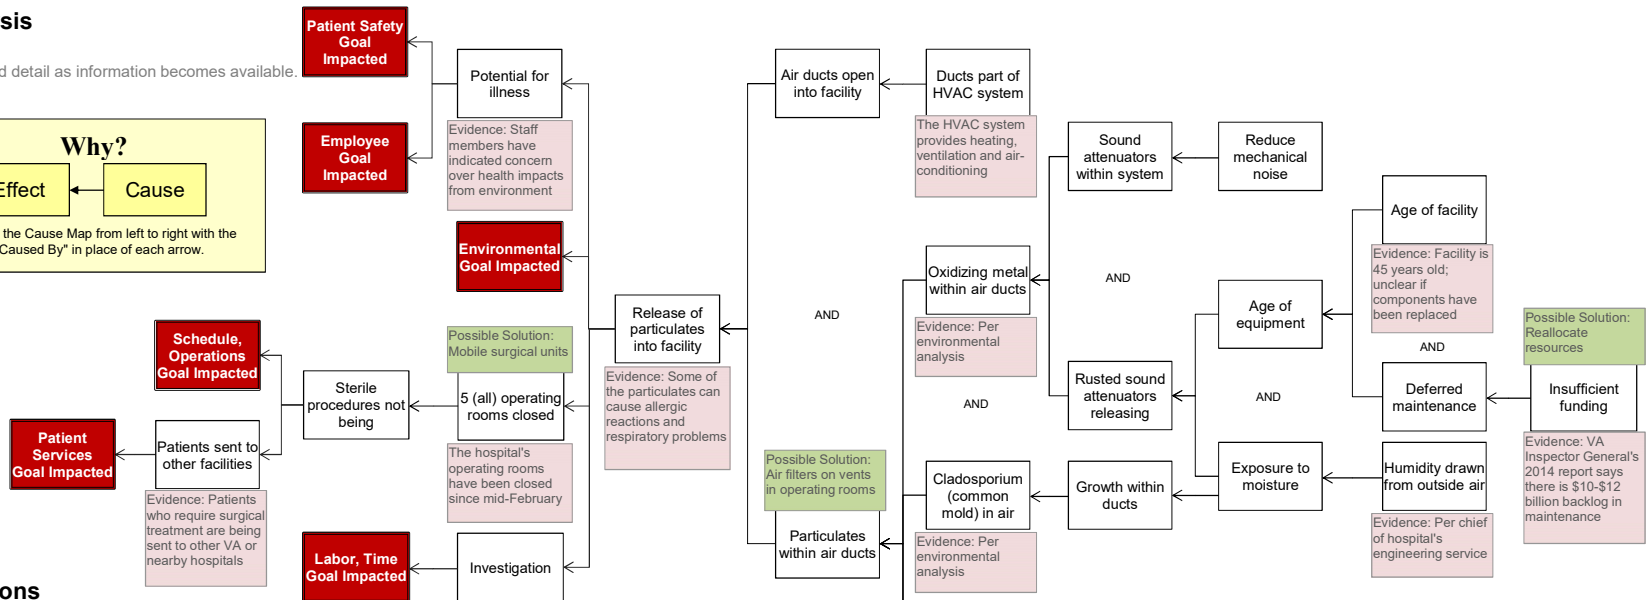 sis
d detail as information becomes available.
Why?
Effect
Cause
the Cause Map from left to right with the
Caused By" in place of each arrow.
Patient Safety
Goal
Impacted
Employee
Goal
Impacted
Potential for
illness
Evidence: Staff
members have
indicated concern
over health impacts
from environment
Environmental
Goal Impacted
Schedule,
Operations
Goal Impacted
Patient
Services
Goal Impacted
Patients sent to
other facilities
Evidence: Patients
who require surgical
treatment are being
sent to other VA or
nearby hospitals
Sterile
procedures not
being
Possible Solution:
Mobile surgical units
5 (all) operating
rooms closed
The hospital's
operating rooms
have been closed
since mid-February
Labor, Time
Goal Impacted
Investigation
Release of
particulates
into facility
Evidence: Some of
the particulates can
cause allergic
reactions and
respiratory problems
Air ducts open
into facility
Ducts part of
HVAC system
The HVAC system
provides heating,
ventilation and air-
conditioning
AND
Possible Solution:
Air filters on vents
in operating rooms
Particulates
within air ducts
Oxidizing metal
within air ducts
Evidence: Per
environmental
analysis
AND
Cladosporium
(common
mold) in air
Evidence: Per
environmental
analysis
Sound
attenuators
within system
Reduce
mechanical
noise
AND
Rusted sound
attenuators
releasing
Growth within
ducts
Age of
equipment
AND
Exposure to
moisture
Age of facility
Evidence: Facility is
45 years old;
unclear if
components have
been replaced
AND
Deferred
maintenance
Humidity drawn
from outside air
Evidence: Per chief
of hospital's
engineering service
Possible Solution:
Reallocate
resources
Insufficient
funding
Evidence: VA
Inspector General's
2014 report says
there is $10-$12
billion backlog in
maintenance
ons